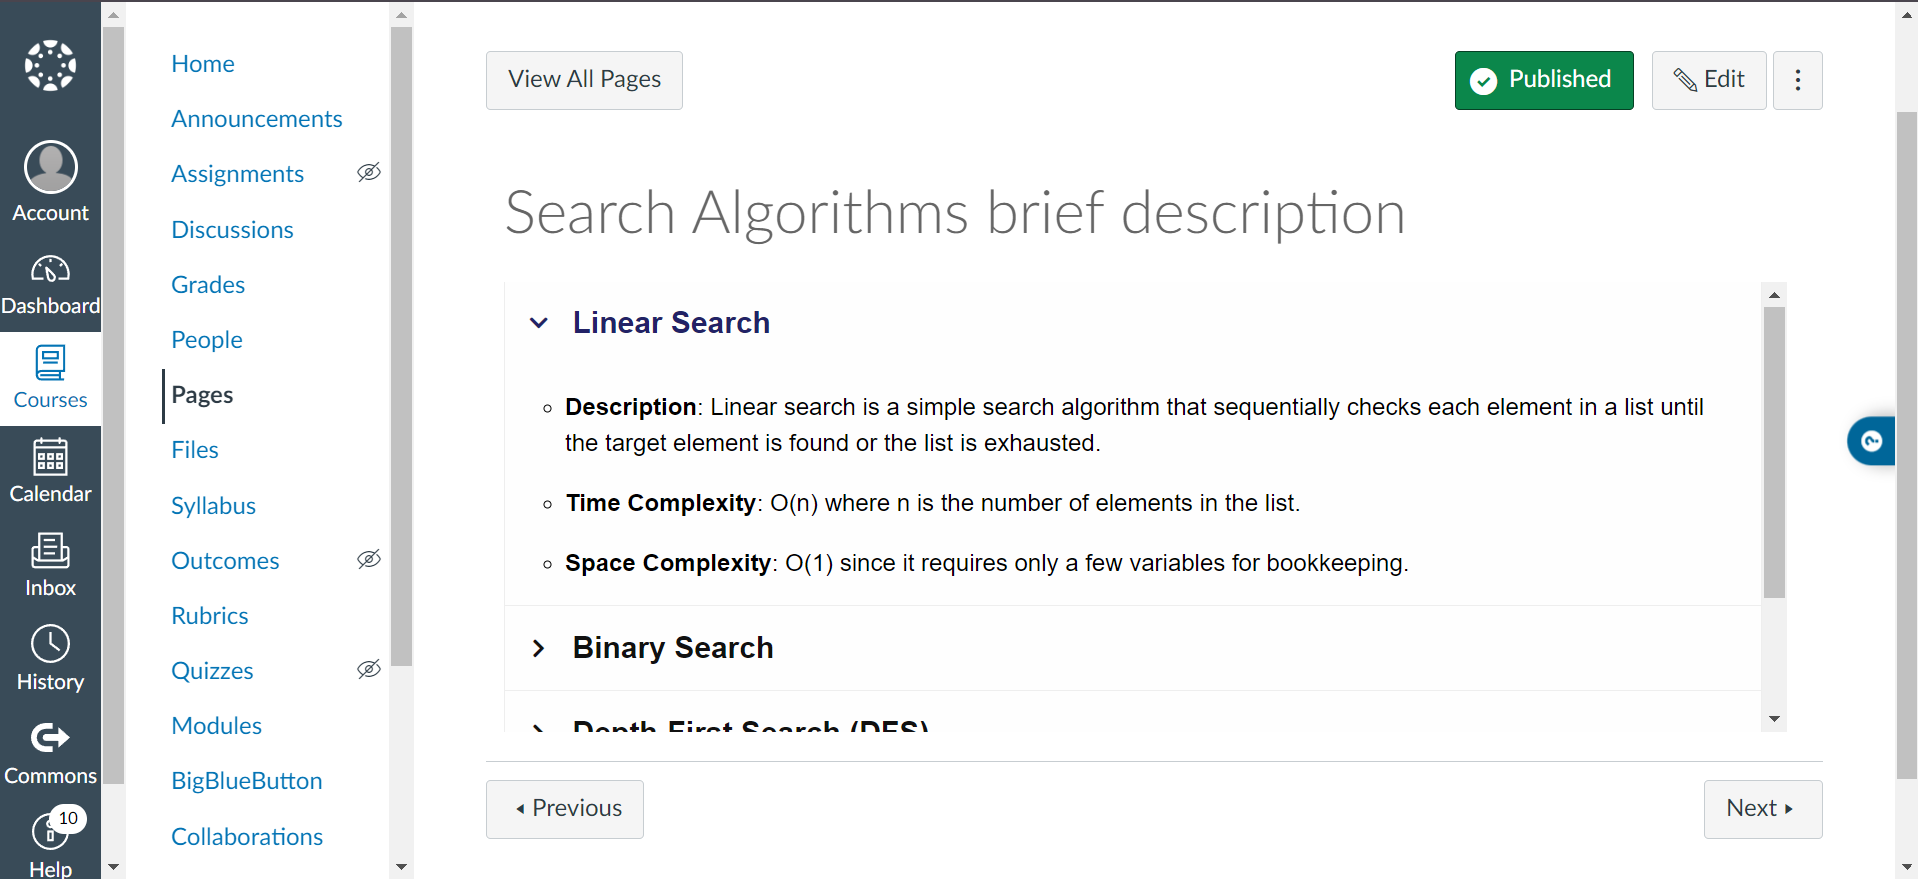 Account
Dashboard
Courses
Calendar
Inbox
History
Commons
10
Help
Home
Announcements
Assignments
Discussions
Grades
People
Pages
Files
Syllabus
Outcomes
Rubrics
Quizzes
Modules
BigBlueButton
Collaborations
View All Pages
Published
Edit
Search Algorithms brief description
Linear Search
Description: Linear search is a simple search algorithm that sequentially checks each element in a list until
the target element is found or the list is exhausted.
Time Complexity: O(n) where n is the number of elements in the list.
Space Complexity: O(1) since it requires only a few variables for bookkeeping.
Binary Search
Depth-First Search (DFS)
Previous
Next